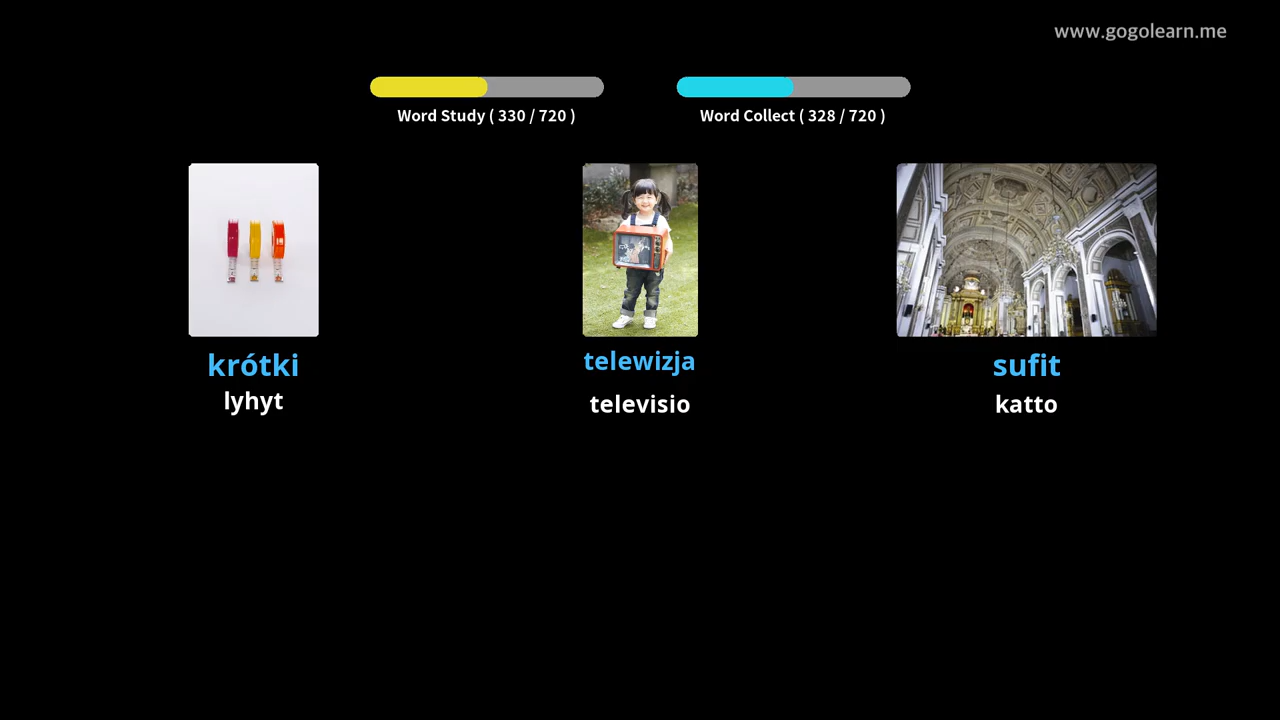 www.gogolearn.me
Word Study ( 330 / 720 )
Word Collect ( 328 / 720 )
krótki
lyhyt
telewizja
televisio
sufit
katto